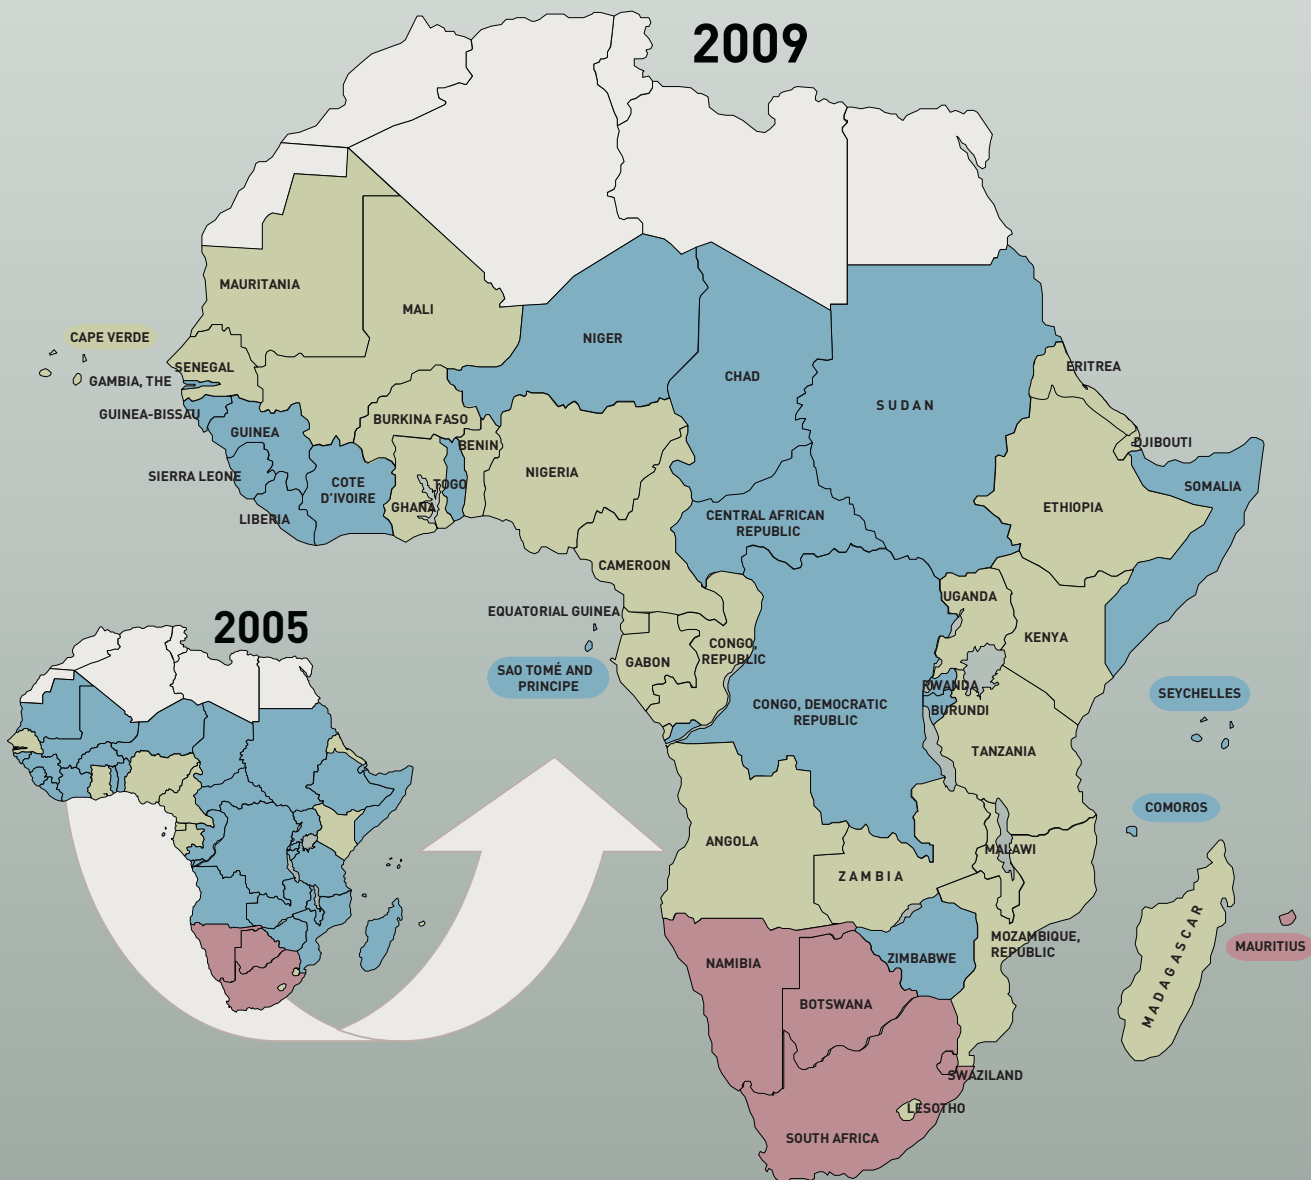 2009
MAURITANIA
MALI
NIGER
CHAD
SUDAN
ERITREA
CAPE VERDE
SENEGAL
GAMBIA, THE
GUINEA-BISSAU
GUINEA
BURKINA FASO
BENIN
NIGERIA
DJIBOUTI
SOMALIA
ETHIOPIA
SIERRA LEONE
COTE
D'IVOIRE
TOGO
GHANA
LIBERIA
CENTRAL AFRICAN
REPUBLIC
CAMEROON
UGANDA
KENYA
2005
EQUATORIAL GUINEA
GABON
CONGO,
REPUBLIC
SAO TOMÉ AND
PRINCIPE
RWANDA
BURUNDI
SEYCHELLES
CONGO, DEMOCRATIC
REPUBLIC
TANZANIA
COMOROS
ANGOLA
ZAMBIA
MALAWI
MOZAMBIQUE,
REPUBLIC
MADAGASCAR
MAURITIUS
NAMIBIA
ZIMBABWE
BOTSWANA
SWAZILAND
LESOTHO
SOUTH AFRICA